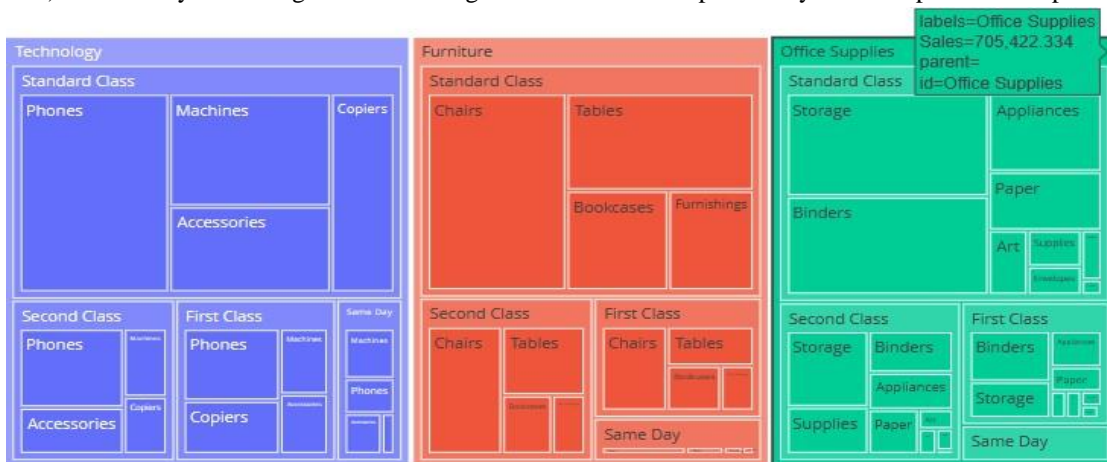 labels=Office Supplies
Sales=705,422.334
parent=
id=Office Supplies
Technology
Standard Class
Phones
Machines
Copiers
Accessories
Second Class
Phones
Machines
Accessories
Copiers
First Class
Phones
Machines
Copiers
Accessories
Same Day
Machines
Phones
Furniture
Standard Class
Chairs
Tables
Bookcases
Furnishings
Second Class
Chairs
Tables
Bookcases
First Class
Chairs
Tables
Bookcases
Same Day
Office Supplies
Standard Class
Storage
Appliances
Binders
Paper
Art
Supplies
Envelopes
Second Class
Storage
Binders
Appliances
Supplies
Paper
Art
First Class
Binders
Appliances
Paper
Storage
Same Day